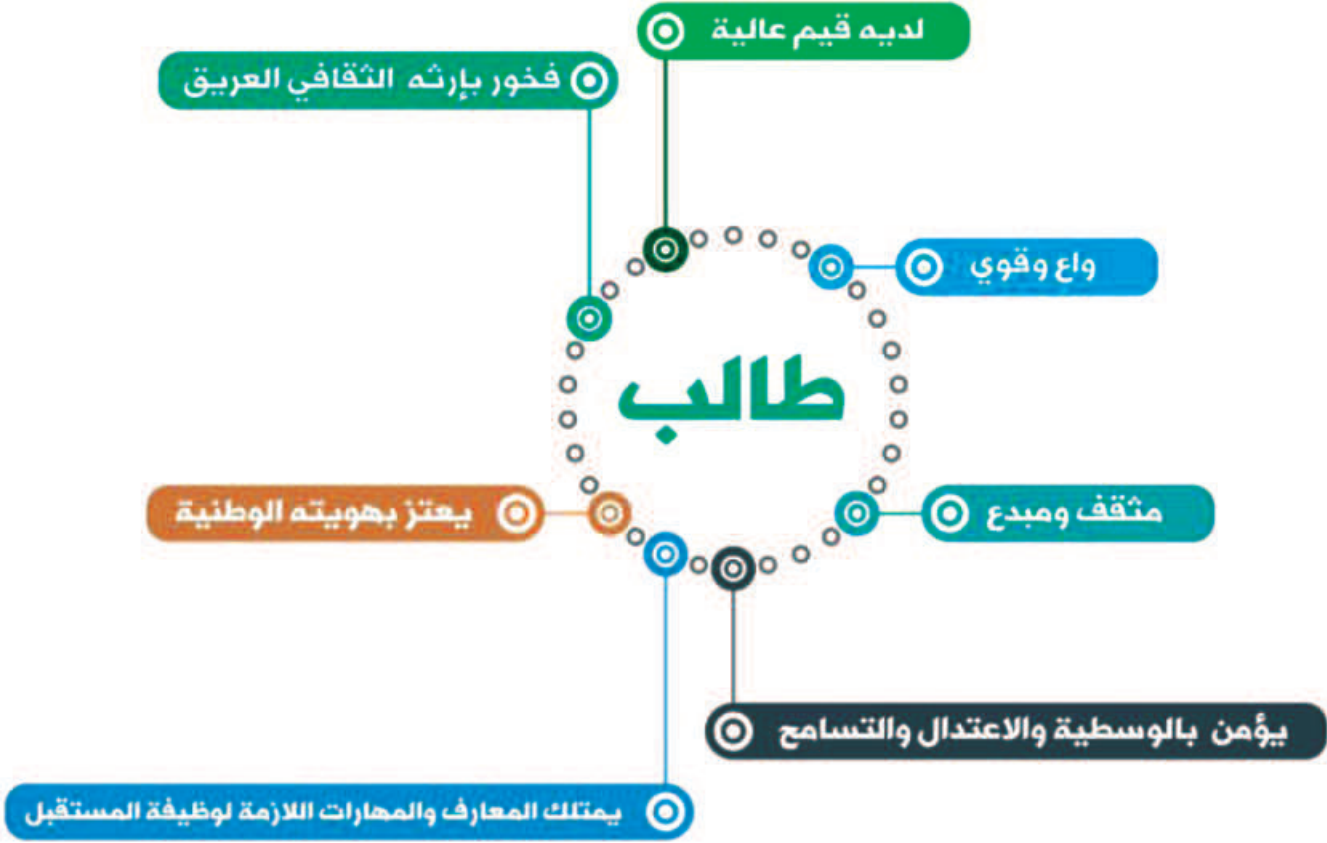 لديه قيم عالية
فخور بإرثه الثقافي العريق
واع وقوي
طالب
يعتز بهويته الوطنية
مثقف ومبدع
يؤمن بالوسطية والاعتدال والتسامح
يمتلك المعارف والمهارات اللازمة لوظيفة المستقبل